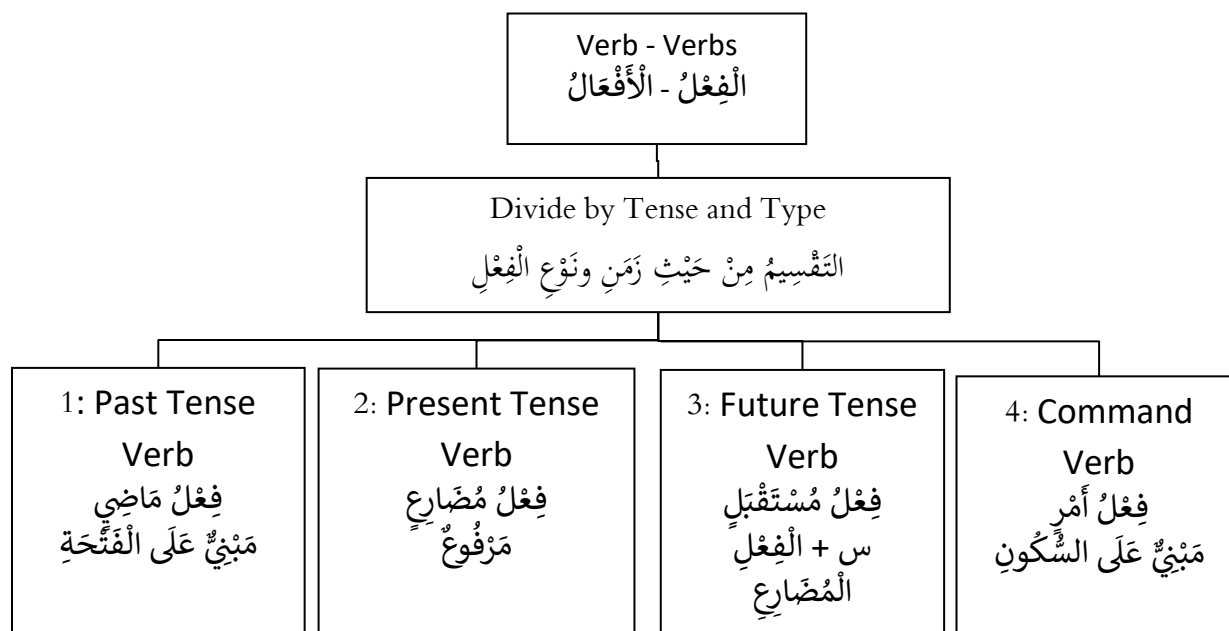 Verb - Verbs
الْفِعْلُ - الْأَفْعَالُ
Divide by Tense and Type
التَقْسِيمُ مِنْ حَيْثِ زَمَنِ ونَوْعِ الْفِعْلِ
1: Past Tense
Verb
فِعْلُ مَاضِيٍ
مَبْنِيٌّ عَلَى الْفَتْحَةِ
2: Present Tense
Verb
فِعْلُ مُضَارِعٍ
مَرْفُوعٌ
3: Future Tense
Verb
فِعْلُ مُسْتَقْبَلٍ
س + الْفِعْلِ
الْمُضَارِعِ
4: Command
Verb
فِعْلُ أَمْرٍ
مَبْنِيٌّ عَلَى السُّكُونِ